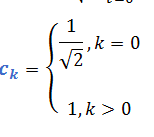 c_k = { 1/√2, k = 0
1, k > 0